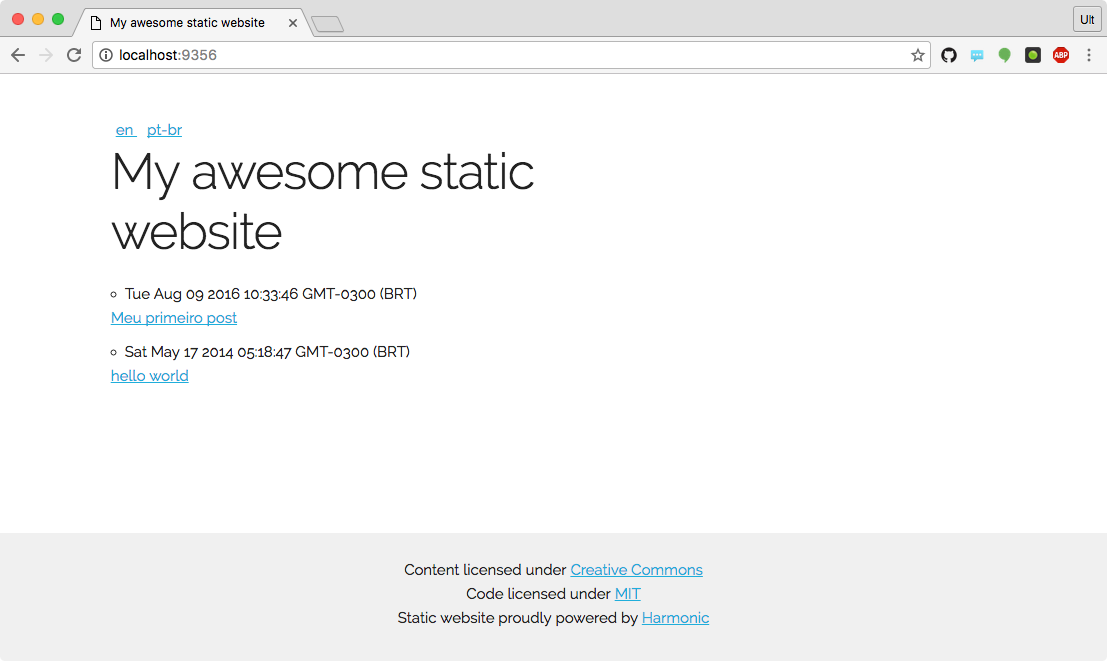 My awesome static website
Ult
localhost:9356
ABP
en pt-br
My awesome static
website
Tue Aug 09 2016 10:33:46 GMT-0300 (BRT)
Meu primeiro post
Sat May 17 2014 05:18:47 GMT-0300 (BRT)
hello world
Content licensed under Creative Commons
Code licensed under MIT
Static website proudly powered by Harmonic